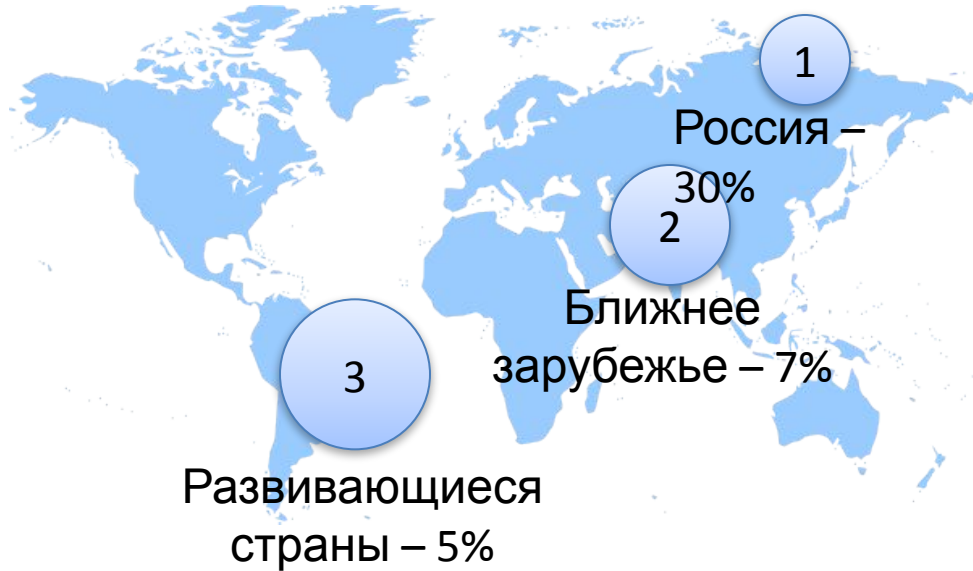 1
Россия –
30%
2
Ближнее
зарубежье – 7%
3
Развивающиеся
страны – 5%